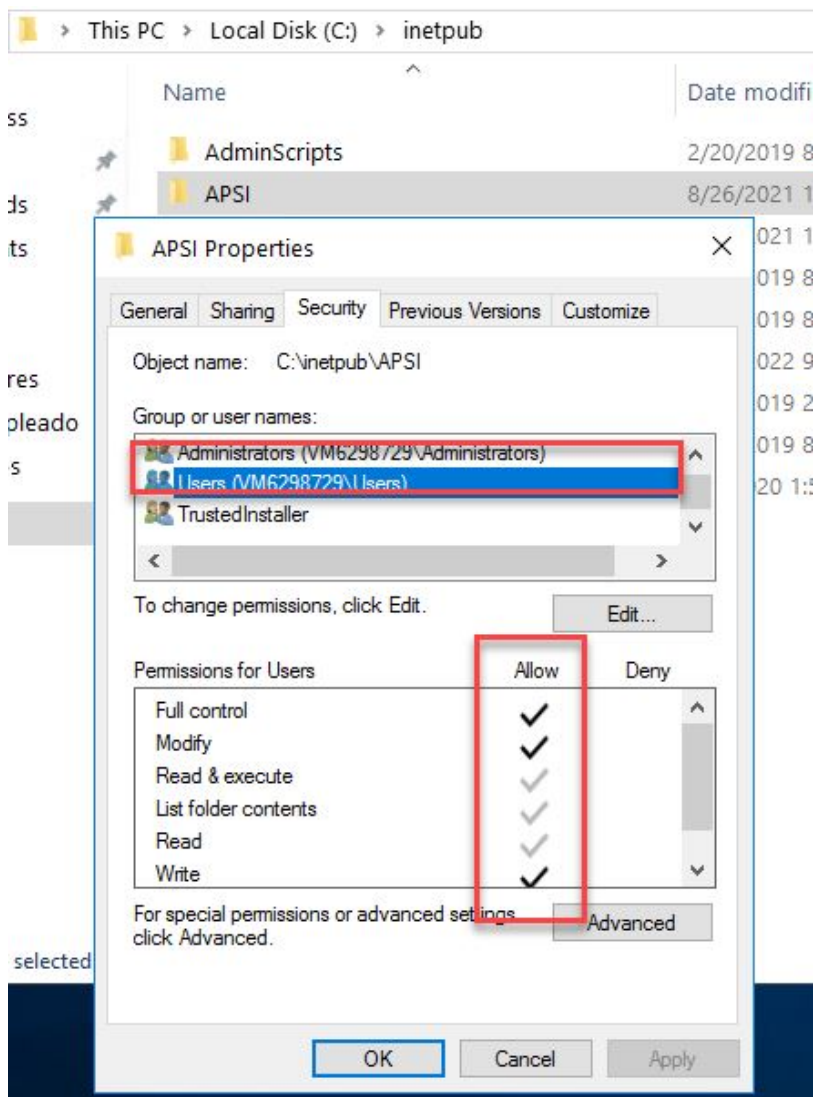 This PC > Local Disk (C:) > inetpub
Name Date modifi
ss
AdminScripts 2/20/2019 8
ds APSI 8/26/2021 1
ts APSI Properties 021 1
019 8
General Sharing Security Previous Versions Customize 019 8
Object name: C:\inetpub\APSI 022 9
res
pleado Group or user names: 019 2
s Administrators (VM6298729\Administrators) 019 8
Users (VM6298729\Users) 20 1:5
TrustedInstaller
To change permissions, click Edit. Edit...
Permissions for Users Allow Deny
Full control
Modify
Read & execute
List folder contents
Read
Write
For special permissions or advanced settings, Advanced
click Advanced.
selected
OK Cancel Apply